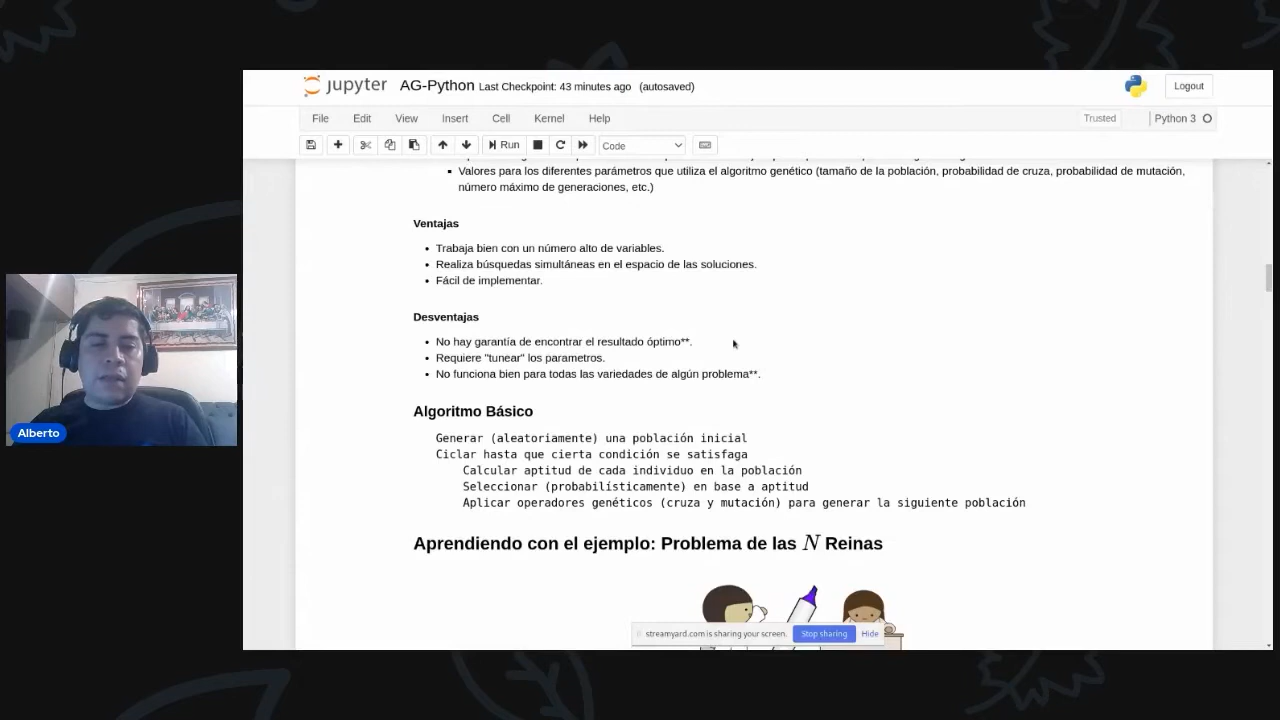 jupyter AG-Python Last Checkpoint: 43 minutes ago (autosaved)
Logout
File Edit View Insert Cell Kernel Help
Trusted
Python 3
Run
Code
Valores para los diferentes parámetros que utiliza el algoritmo genético (tamaño de la población, probabilidad de cruza, probabilidad de mutación,
número máximo de generaciones, etc.)
Ventajas
• Trabaja bien con un número alto de variables.
• Realiza búsquedas simultáneas en el espacio de las soluciones.
• Fácil de implementar.
Desventajas
• No hay garantía de encontrar el resultado óptimo**.
• Requiere "tunear" los parametros.
• No funciona bien para todas las variedades de algún problema**.
Algoritmo Básico
Generar (aleatoriamente) una población inicial
Ciclar hasta que cierta condición se satisfaga
Calcular aptitud de cada individuo en la población
Seleccionar (probabilísticamente) en base a aptitud
Aplicar operadores genéticos (cruza y mutación) para generar la siguiente población
Aprendiendo con el ejemplo: Problema de las N Reinas
streamyard.com is sharing your screen. Stop sharing Hide
Alberto